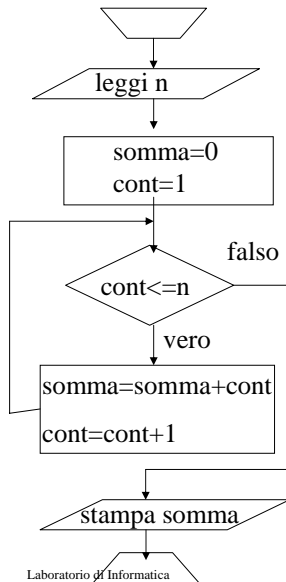 leggi n
somma=0
cont=1
falso
cont<=n
vero
somma=somma+cont
cont=cont+1
stampa somma
Laboratorio di Informatica